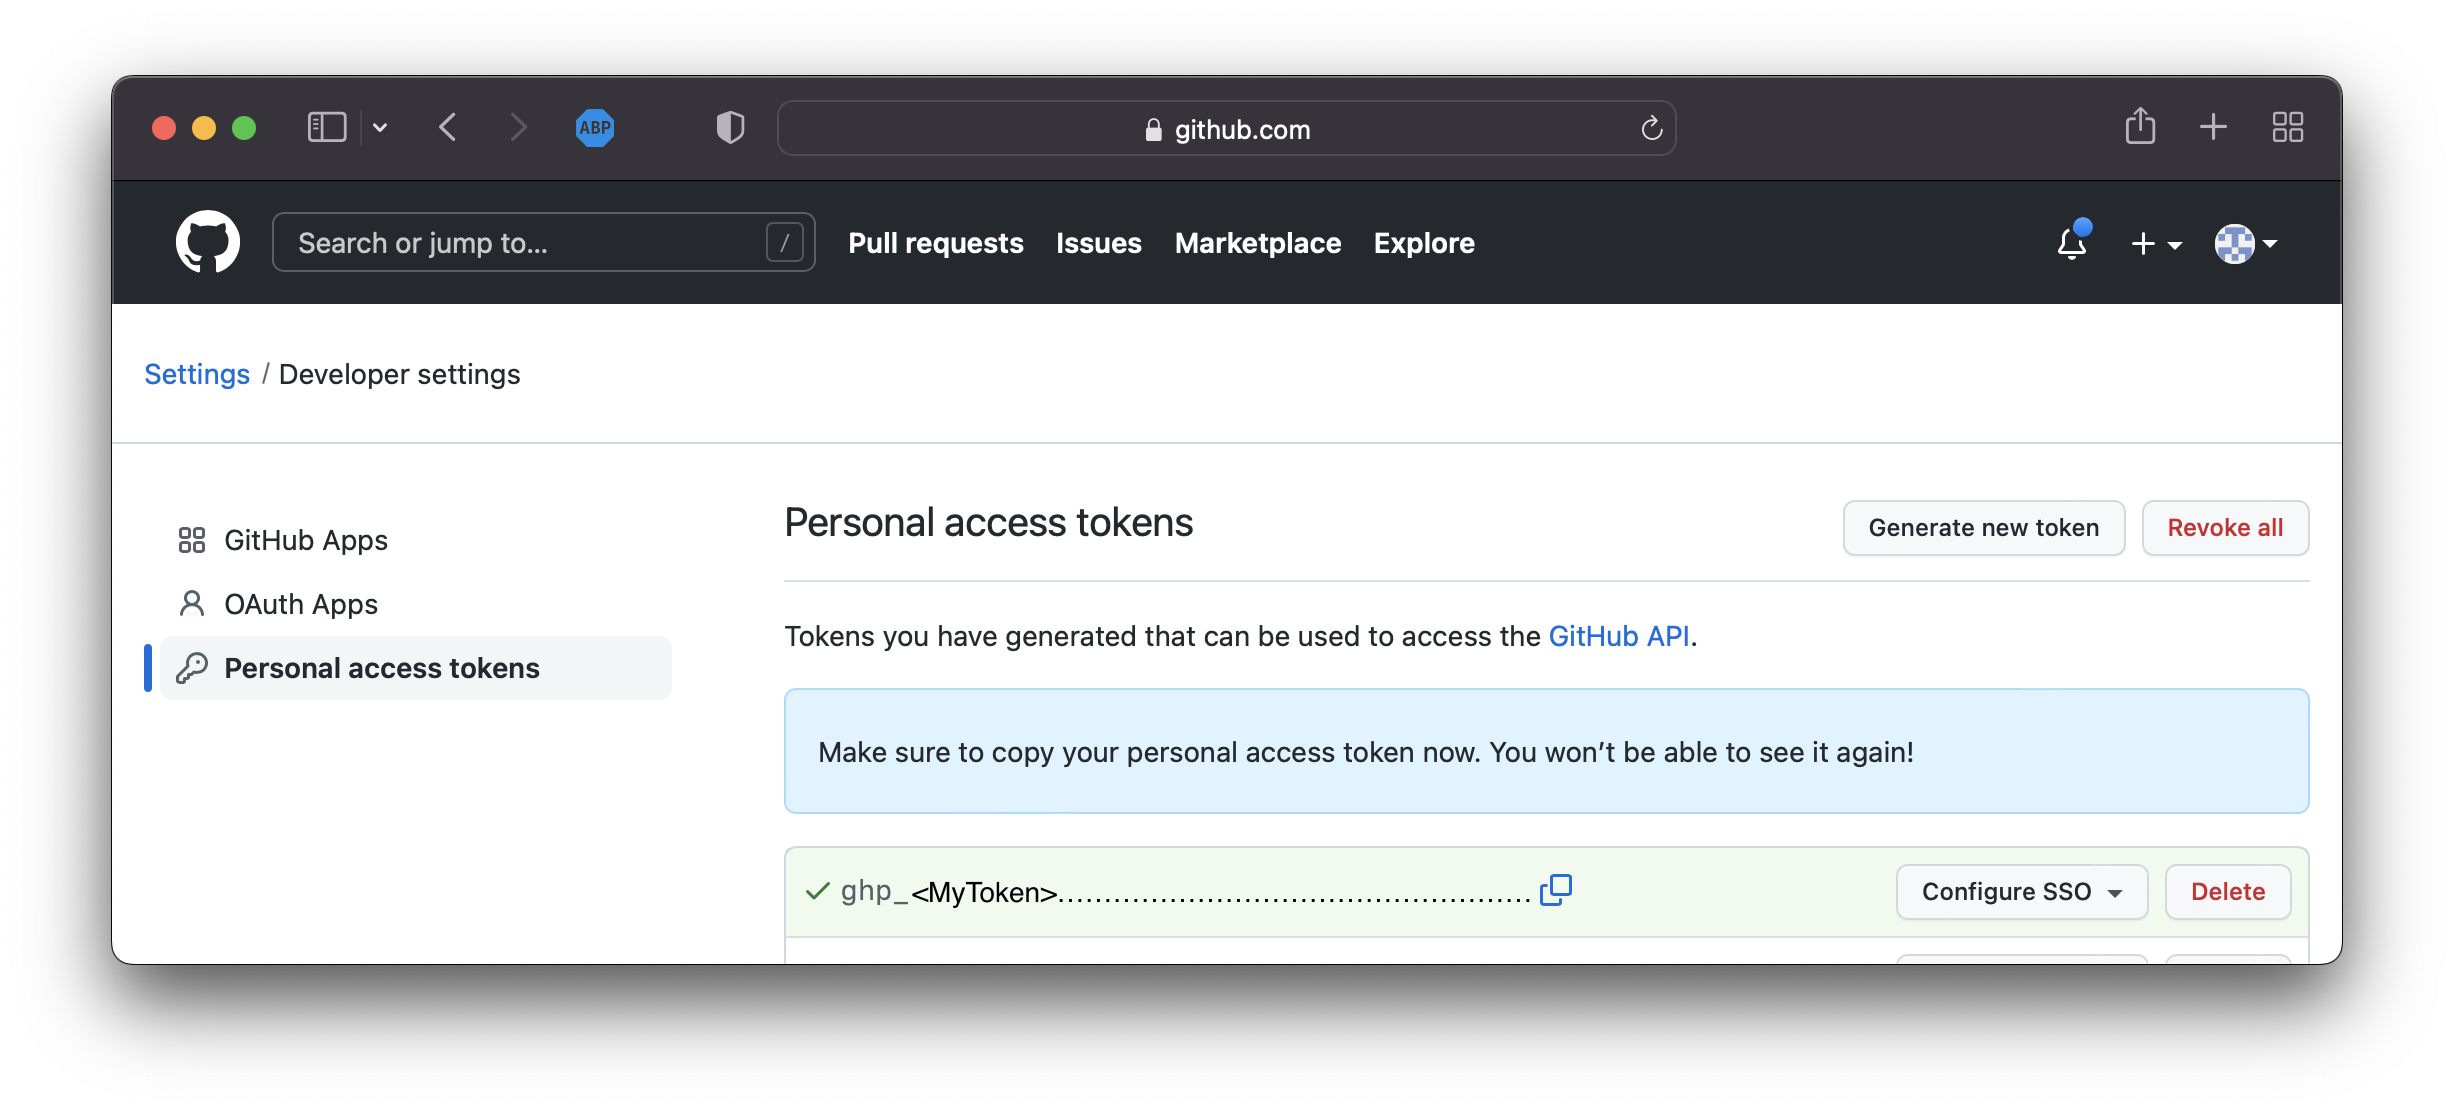 ABP
github.com
Search or jump to... /
Pull requests Issues Marketplace Explore
Settings / Developer settings
GitHub Apps
OAuth Apps
Personal access tokens
Personal access tokens
Generate new token
Revoke all
Tokens you have generated that can be used to access the GitHub API.
Make sure to copy your personal access token now. You won’t be able to see it again!
ghp_<MyToken>....................................................
Configure SSO
Delete